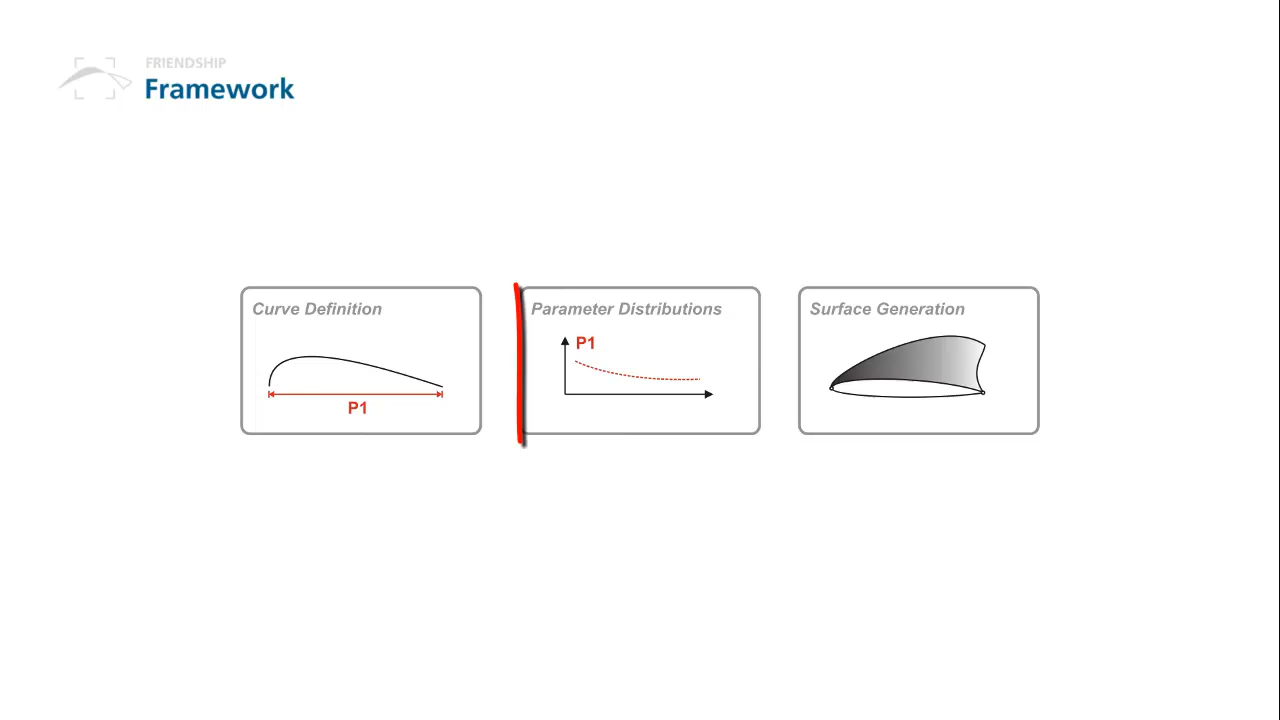 FRIENDSHIP
Framework
Curve Definition
P1
Parameter Distributions
P1
Surface Generation